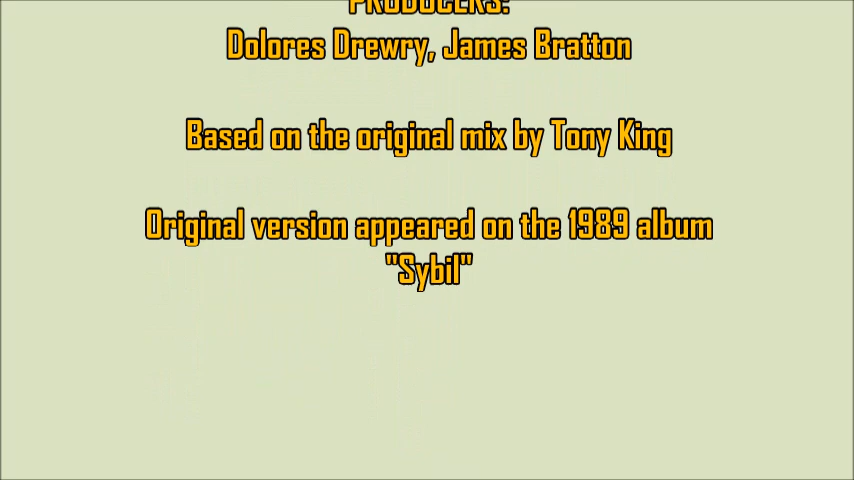 PRODUCERS:
Dolores Drewry, James Bratton
Based on the original mix by Tony King
Original version appeared on the 1989 album
"Sybil"